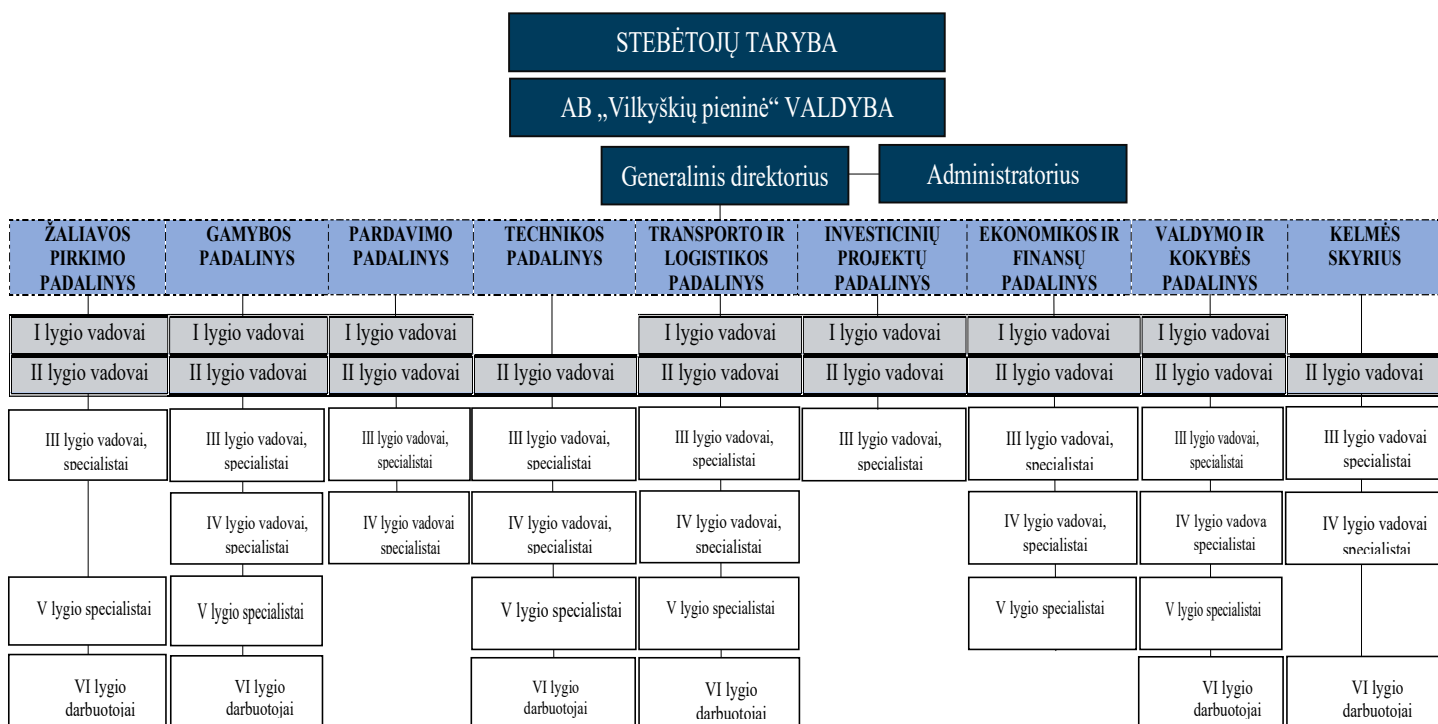 STEBĖTOJŲ TARYBA
AB „Vilkyškių pieninė“ VALDYBA
Generalinis direktorius
Administratorius
ŽALIAVOS
PIRKIMO
PADALINYS
GAMYBOS
PADALINYS
PARDAVIMO
PADALINYS
TECHNIKOS
PADALINYS
TRANSPORTO IR
LOGISTIKOS
PADALINYS
INVESTICINIŲ
PROJEKTŲ
PADALINYS
EKONOMIKOS IR
FINANSŲ
PADALINYS
VALDYMO IR
KOKYBĖS
PADALINYS
KELMĖS
SKYRIUS
I lygio vadovai
I lygio vadovai
I lygio vadovai
I lygio vadovai
I lygio vadovai
I lygio vadovai
I lygio vadovai
II lygio vadovai
II lygio vadovai
II lygio vadovai
II lygio vadovai
II lygio vadovai
II lygio vadovai
II lygio vadovai
II lygio vadovai
II lygio vadovai
III lygio vadovai,
specialistai
III lygio vadovai,
specialistai
III lygio vadovai,
specialistai
III lygio vadovai,
specialistai
III lygio vadovai,
specialistai
III lygio vadovai,
specialistai
III lygio vadovai,
specialistai
III lygio vadovai,
specialistai
III lygio vadovai
specialistai
IV lygio vadovai,
specialistai
IV lygio vadovai
specialistai
IV lygio vadovai,
specialistai
IV lygio vadovai,
specialistai
IV lygio vadovai,
specialistai
IV lygio vadova
specialistai
IV lygio vadovai
specialistai
V lygio specialistai
V lygio specialistai
V lygio specialistai
V lygio specialistai
V lygio specialistai
V lygio specialistai
VI lygio
darbuotojai
VI lygio
darbuotojai
VI lygio
darbuotojai
VI lygio
darbuotojai
VI lygio
darbuotojai
VI lygio
darbuotojai